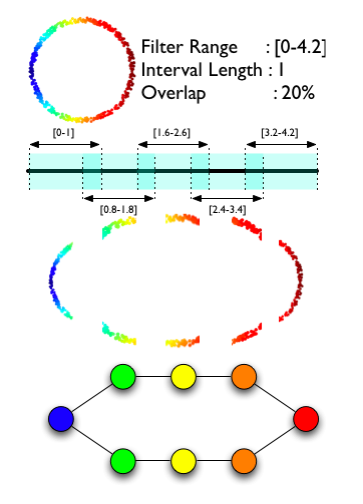 Filter Range : [0-4.2]
Interval Length : 1
Overlap : 20%
[0-1] [1.6-2.6] [3.2-4.2]
[0.8-1.8] [2.4-3.4]